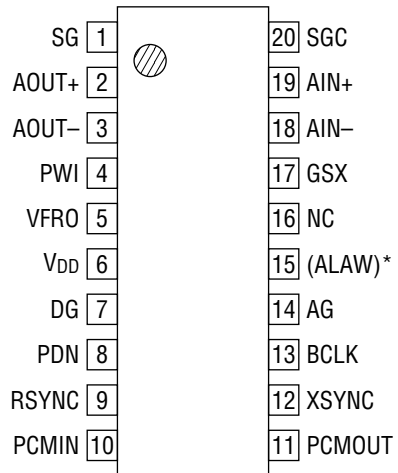 SG 1 20 SGC
AOUT+ 2 19 AIN+
AOUT– 3 18 AIN–
PWI 4 17 GSX
VFRO 5 16 NC
VDD 6 15 (ALAW)*
DG 7 14 AG
PDN 8 13 BCLK
RSYNC 9 12 XSYNC
PCMIN 10 11 PCMOUT